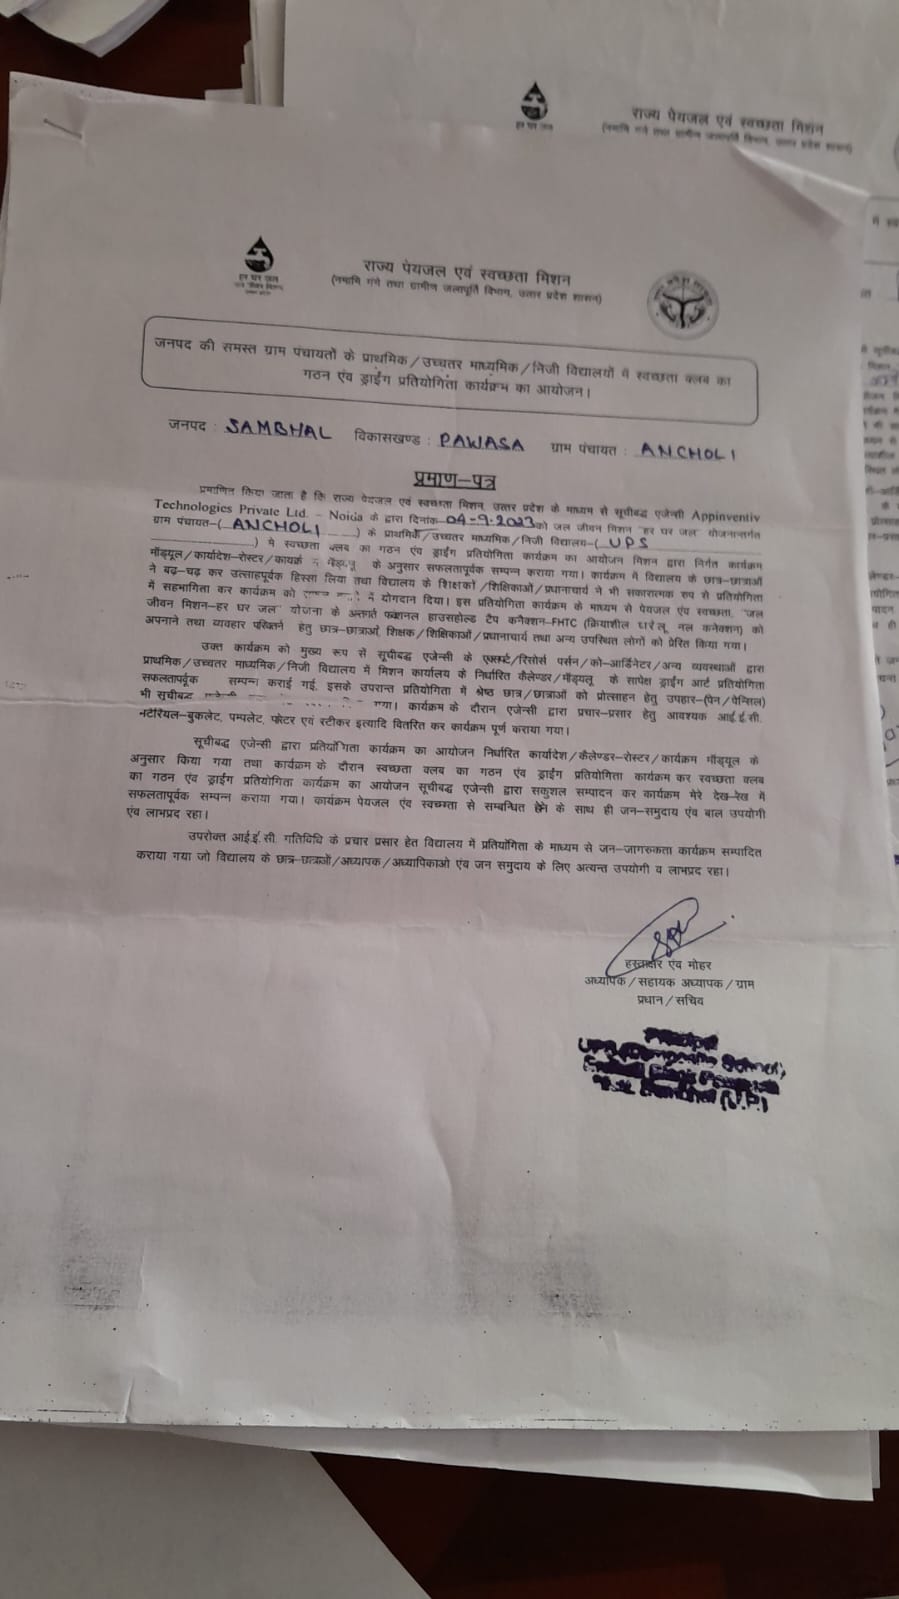 राज्य पेयजल एवं स्वच्छता मिशन
(नमामि गंगे तथा ग्रामीण जलापूर्ति विभाग, उत्तर प्रदेश शासन)
हर घर जल
राज्य पेयजल एवं स्वच्छता मिशन
(नमामि गंगे तथा ग्रामीण जलापूर्ति विभाग, उत्तर प्रदेश शासन)
जनपद की समस्त ग्राम पंचायतों के प्राथमिक/उच्चतर माध्यमिक/निजी विद्यालयों में स्वच्छता क्लब का
गठन एंव ड्राईंग प्रतियोगिता कार्यक्रम का आयोजन।
जनपद : SAMBHAL विकासखण्ड : PAWASA ग्राम पंचायत : ANCHOLI
प्रमाण-पत्र
प्रमाणित किया जाता है कि राज्य पेयजल एवं स्वच्छता मिशन, उत्तर प्रदेश के माध्यम से सूचीबद्ध एजेन्सी Appinventiv
Technologies Private Ltd. - Noida के द्वारा दिनांक-04-9-2023 को जल जीवन मिशन "हर घर जल" योजनान्तर्गत
ग्राम पंचायत-( ANCHOLI ) के प्राथमिक/उच्चतर माध्यमिक/निजी विद्यालय-( UPS
) में स्वच्छता क्लब का गठन एंव ड्राईंग प्रतियोगिता कार्यक्रम का आयोजन मिशन द्वारा निर्गत कार्यक्रम
मॉड्यूल/कार्यादेश-रोस्टर/ के अनुसार सफलतापूर्वक सम्पन्न कराया गया। कार्यक्रम में विद्यालय के छात्र-छात्राओं
ने बढ़-चढ़ कर उत्साहपूर्वक हिस्सा लिया तथा विद्यालय के शिक्षकों/शिक्षिकाओं/प्रधानाचार्य ने भी सकारात्मक रुप से प्रतियोगिता
में सहभागिता कर कार्यक्रम को में योगदान दिया। इस प्रतियोगिता कार्यक्रम के माध्यम से पेयजल एंव स्वच्छता, "जल
जीवन मिशन-हर घर जल" योजना के अन्तर्गत फंक्शनल हाउसहोल्ड टैप कनैक्शन-FHTC (क्रियाशील घरेलू नल कनेक्शन) को
अपनाने तथा व्यवहार परिवर्तन हेतु छात्र-छात्राओं, शिक्षक/शिक्षिकाओं/प्रधानाचार्य तथा अन्य उपस्थित लोगों को प्रेरित किया गया।
उक्त कार्यक्रम को मुख्य रूप से सूचीबद्ध एजेन्सी के एक्सपर्ट/रिसोर्स पर्सन/को-आर्डिनेटर/अन्य व्यवस्थाओं द्वारा
प्राथमिक/उच्चतर माध्यमिक/निजी विद्यालय में मिशन कार्यालय के निर्धारित कैलेण्डर/मॉड्यलू के सापेक्ष ड्राईंग आर्ट प्रतियोगिता
सफलतापर्वूक सम्पन्न कराई गई, इसके उपरान्त प्रतियोगिता में श्रेष्ठ छात्र/छात्राओं को प्रोत्साहन हेतु उपहार-(पेन/पेन्सिल)
भी सूचीबद्ध गया। कार्यक्रम के दौरान एजेन्सी द्वारा प्रचार-प्रसार हेतु आवश्यक आई.ई.सी.
मटेरियल-बुकलेट, पम्पलेट, पोस्टर एवं स्टीकर इत्यादि वितरित कर कार्यक्रम पूर्ण कराया गया।
सूचीबद्ध एजेन्सी द्वारा प्रतियोगिता कार्यक्रम का आयोजन निर्धारित कार्यादेश/कैलेण्डर-रोस्टर/कार्यक्रम मॉड्यूल के
अनुसार किया गया तथा कार्यक्रम के दौरान स्वच्छता क्लब का गठन एंव ड्राईंग प्रतियोगिता कार्यक्रम कर स्वच्छता क्लब
का गठन एंव ड्राईंग प्रतियोगिता कार्यक्रम का आयोजन सूचीबद्ध एजेन्सी द्वारा सकुशल सम्पादन कर कार्यक्रम मेरे देख-रेख में
सफलतापूर्वक सम्पन्न कराया गया। कार्यक्रम पेयजल एंव स्वच्छता से सम्बन्धित होने के साथ ही जन-समुदाय एंव बाल उपयोगी
एंव लाभप्रद रहा।
उपरोक्त आई.ई.सी. गतिविधि के प्रचार प्रसार हेतु विद्यालय में प्रतियोगिता के माध्यम से जन-जागरुकता कार्यक्रम सम्पादित
कराया गया जो विद्यालय के छात्र-छात्राओं/अध्यापक/अध्यापिकाओ एंव जन समुदाय के लिए अत्यन्त उपयोगी व लाभप्रद रहा।
हस्ताक्षर एंव मोहर
अध्यापक/सहायक अध्यापक/ग्राम
प्रधान/सचिव